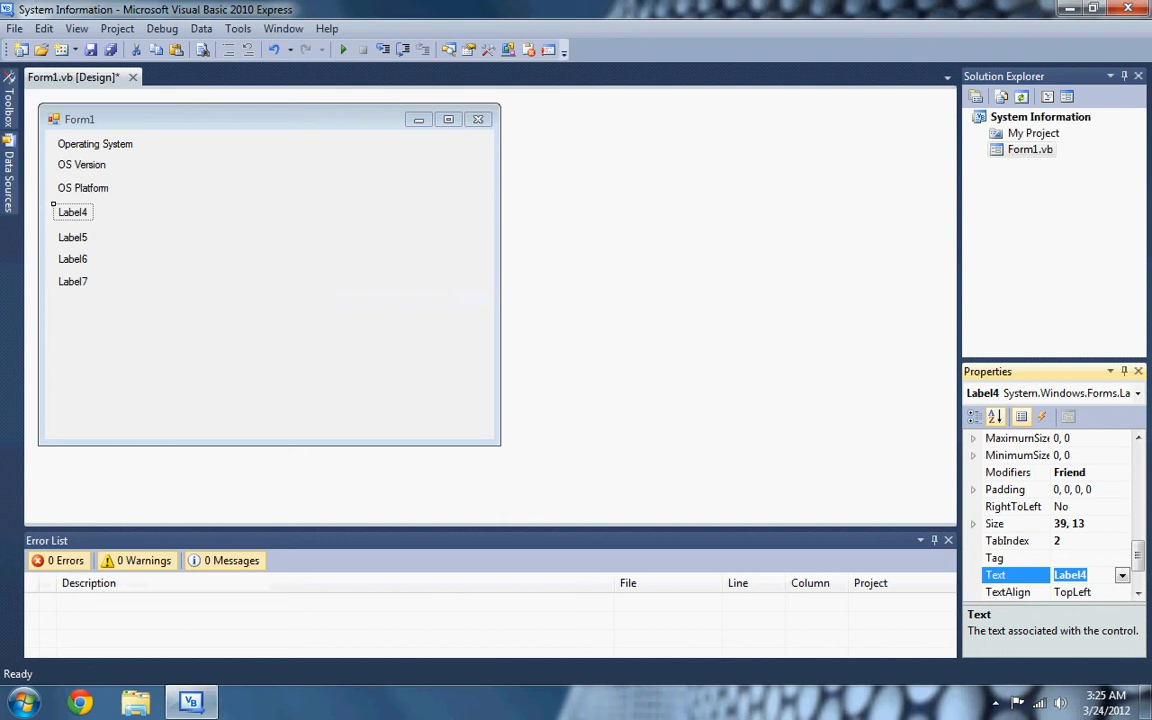 System Information - Microsoft Visual Basic 2010 Express
File Edit View Project Debug Data Tools Window Help
Form1.vb [Design]*
Toolbox
Data Sources
Form1
Operating System
OS Version
OS Platform
Label4
Label5
Label6
Label7
Solution Explorer
System Information
My Project
Form1.vb
Properties
Label4 System.Windows.Forms.La
MaximumSize 0, 0
MinimumSize 0, 0
Modifiers Friend
Padding 0, 0, 0, 0
RightToLeft No
Size 39, 13
TabIndex 2
Tag
Text Label4
TextAlign TopLeft
Text
The text associated with the control.
Error List
0 Errors 0 Warnings 0 Messages
Description File Line Column Project
Ready
3:25 AM
3/24/2012